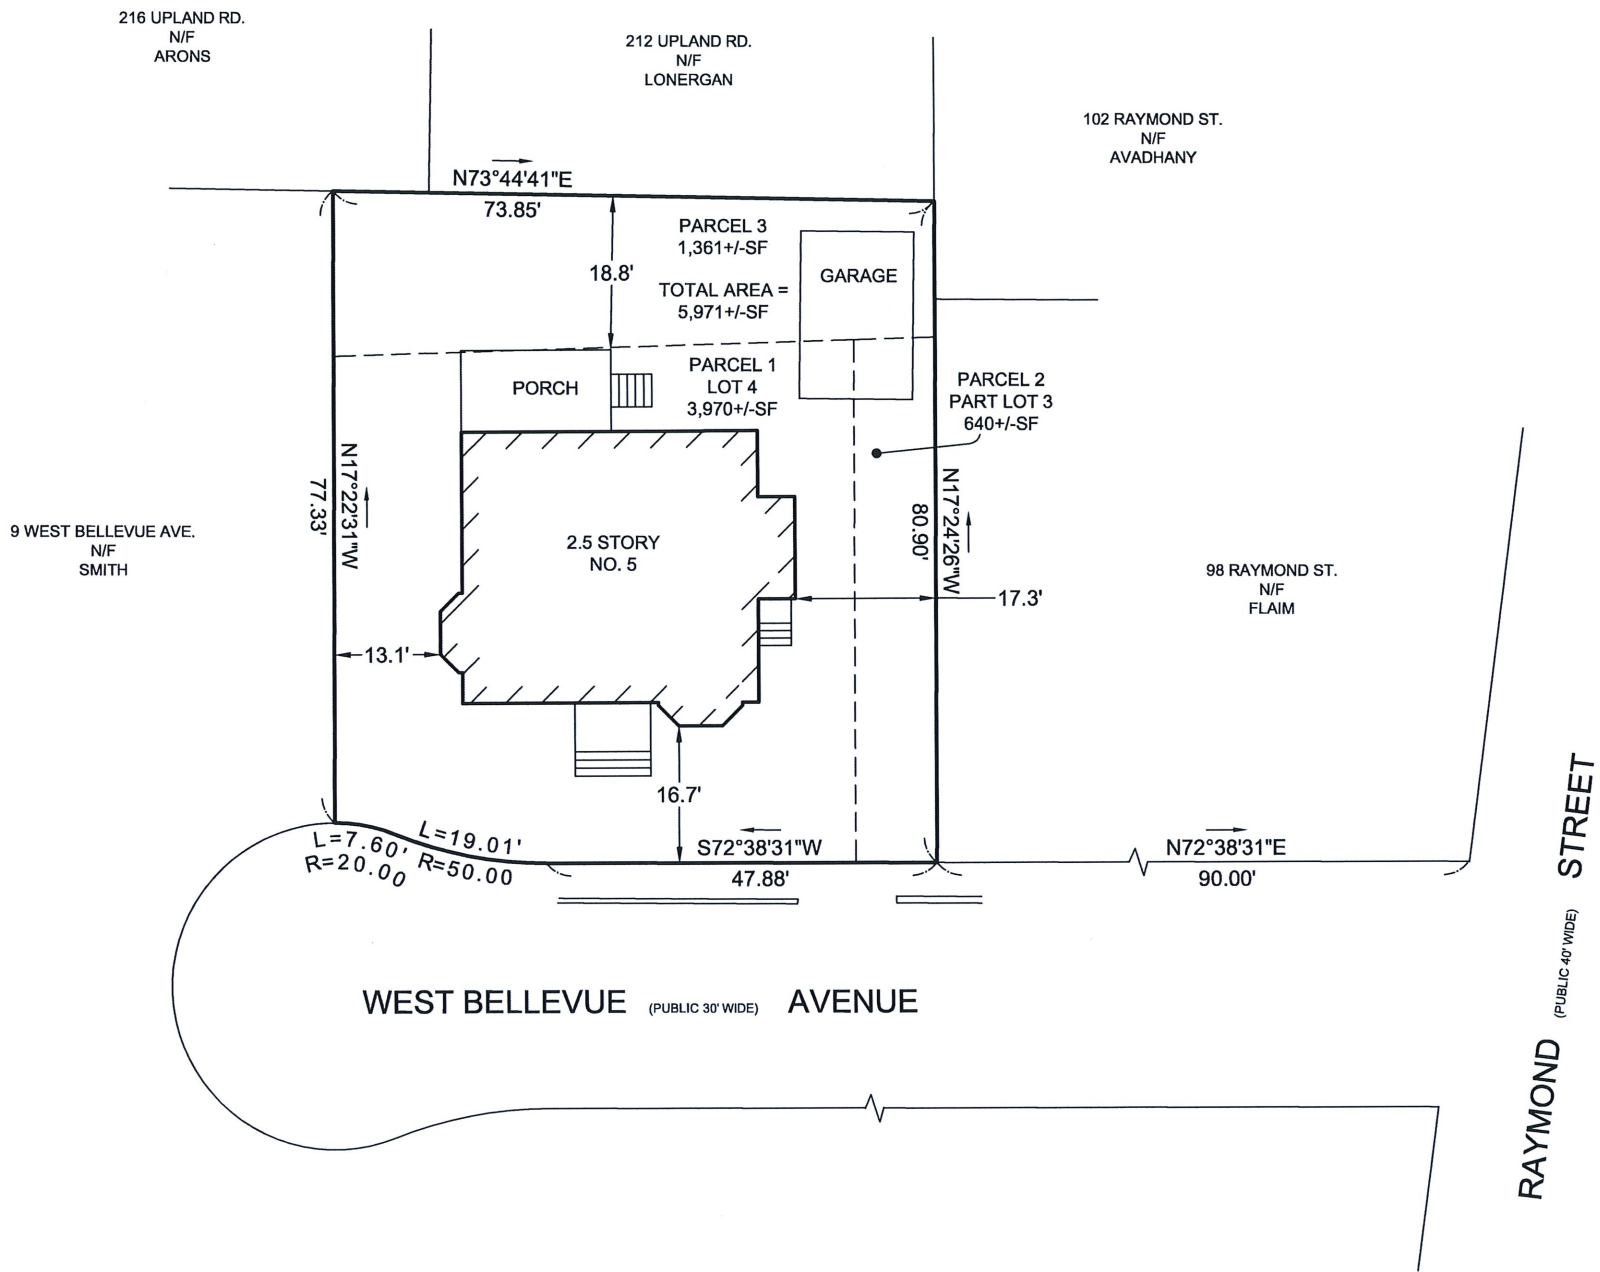 216 UPLAND RD.
N/F
ARONS
212 UPLAND RD.
N/F
LONERGAN
102 RAYMOND ST.
N/F
AVADHANY
N73°44'41"E
73.85'
PARCEL 3
1,361+/-SF
18.8'
GARAGE
TOTAL AREA =
5,971+/-SF
PARCEL 1
LOT 4
3,970+/-SF
PORCH
PARCEL 2
PART LOT 3
640+/-SF
N17°22'31"W
77.33'
N17°24'26"W
80.90'
9 WEST BELLEVUE AVE.
N/F
SMITH
2.5 STORY
NO. 5
98 RAYMOND ST.
N/F
FLAIM
17.3'
13.1'
16.7'
L=7.60'
R=20.00
L=19.01'
R=50.00
S72°38'31"W
47.88'
N72°38'31"E
90.00'
WEST BELLEVUE (PUBLIC 30' WIDE) AVENUE
RAYMOND (PUBLIC 40' WIDE) STREET